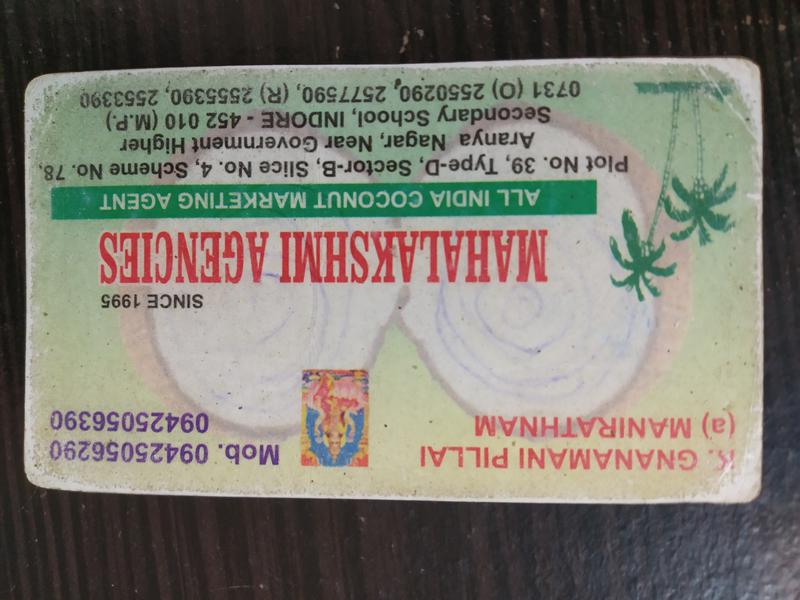 K. GNANAMANI PILLAI
(a) MANIRATHNAM
Mob. 09425056290
09425056390
SINCE 1995
MAHALAKSHMI AGENCIES
ALL INDIA COCONUT MARKETING AGENT
Plot No. 39, Type-D, Sector-B, Slice No. 4, Scheme No. 78,
Aranya Nagar, Near Government Higher
Secondary School, INDORE - 452 010 (M.P.)
0731 (O) 2550290, 2577590, (R) 2555390, 2553390